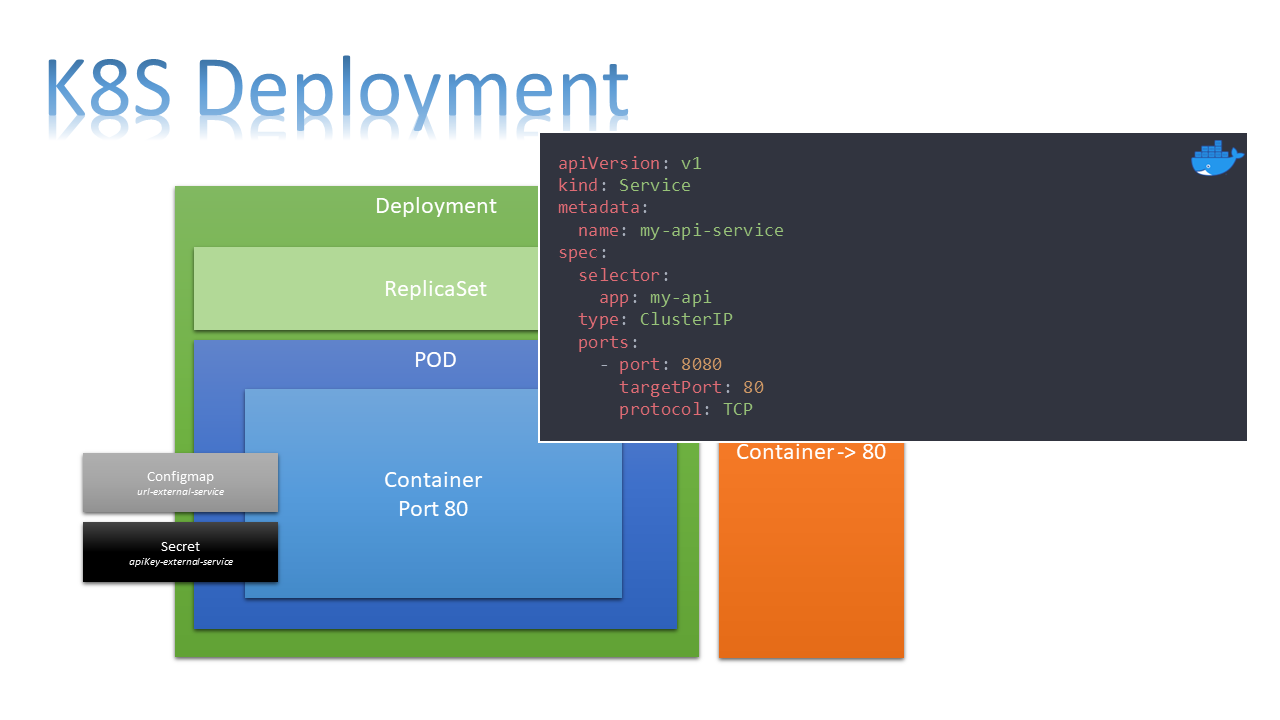 K8S Deployment
Deployment
ReplicaSet
POD
Container
Port 80
Configmap
url-external-service
Secret
apiKey-external-service
apiVersion: v1
kind: Service
metadata:
  name: my-api-service
spec:
  selector:
    app: my-api
  type: ClusterIP
  ports:
    - port: 8080
      targetPort: 80
      protocol: TCP
Container -> 80